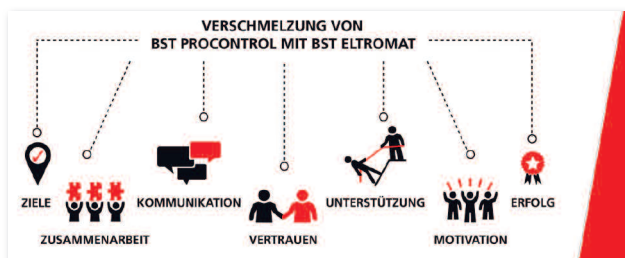 VERSCHMELZUNG VON
BST PROCONTROL MIT BST ELTROMAT
ZIELE
ZUSAMMENARBEIT
KOMMUNIKATION
VERTRAUEN
UNTERSTÜTZUNG
MOTIVATION
ERFOLG